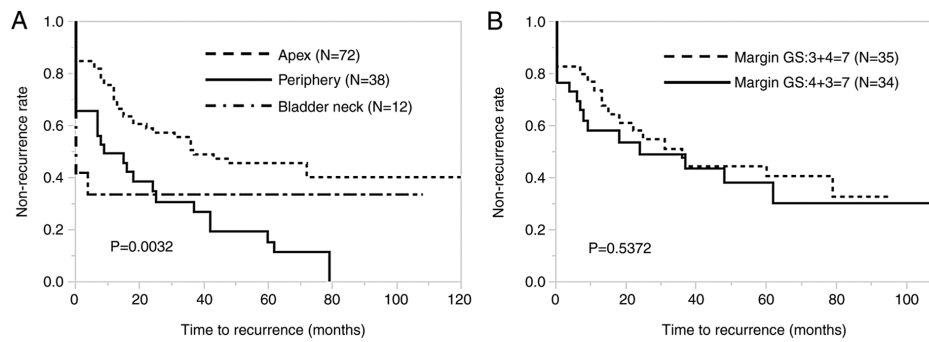 A
Non-recurrence rate
1.0
0.8
0.6
0.4
0.2
0.0
Apex (N=72)
Periphery (N=38)
Bladder neck (N=12)
P=0.0032
0 20 40 60 80 100 120
Time to recurrence (months)
B
Non-recurrence rate
1.0
0.8
0.6
0.4
0.2
0.0
Margin GS:3+4=7 (N=35)
Margin GS:4+3=7 (N=34)
P=0.5372
0 20 40 60 80 100
Time to recurrence (months)